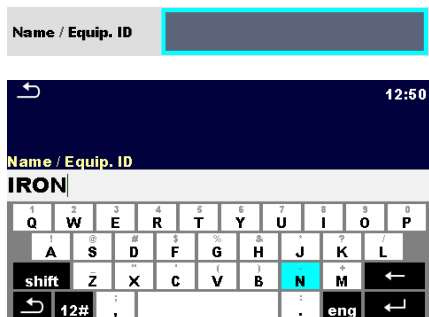 Name / Equip. ID
12:50
Name / Equip. ID
IRON
1 2 3 4 5 6 7 8 9 0
Q W E R T Y U I O P
@ # $ % & * ? /
A S D F G H J K L
- " ' ( ) - +
shift Z X C V B N M
; :
12# , . eng